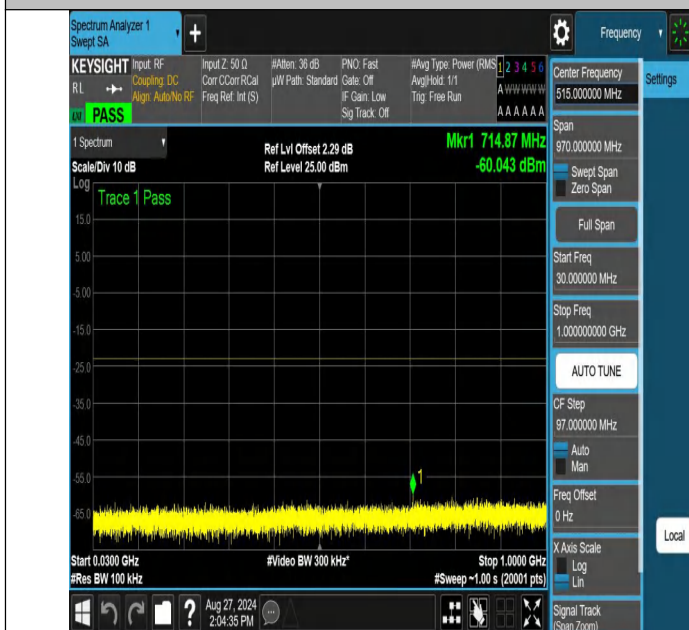 Spectrum Analyzer 1
Swept SA
+
Frequency
KEYSIGHT
RL
LXI PASS
Input: RF
Coupling: DC
Align: Auto/No RF
Input Z: 50 Ω
Corr CCorr RCal
Freq Ref: Int (S)
#Atten: 36 dB
µW Path: Standard
PNO: Fast
Gate: Off
IF Gain: Low
Sig Track: Off
#Avg Type: Power (RMS
Avg|Hold: 1/1
Trig: Free Run
1 2 3 4 5 6
A W W W W W
A A A A A A
1 Spectrum
Scale/Div 10 dB
Ref Lvl Offset 2.29 dB
Ref Level 25.00 dBm
Mkr1 714.87 MHz
-60.043 dBm
Log
Trace 1 Pass
15.0
5.00
-5.00
-15.0
-25.0
-35.0
-45.0
-55.0
-65.0
1
Start 0.0300 GHz
#Res BW 100 kHz
#Video BW 300 kHz*
Stop 1.0000 GHz
#Sweep ~1.00 s (20001 pts)
?
Aug 27, 2024
2:04:35 PM
Center Frequency
515.000000 MHz
Settings
Span
970.000000 MHz
Swept Span
Zero Span
Full Span
Start Freq
30.000000 MHz
Stop Freq
1.000000000 GHz
AUTO TUNE
CF Step
97.000000 MHz
Auto
Man
Freq Offset
0 Hz
X Axis Scale
Log
Lin
Local
Signal Track
(Span Zoom)